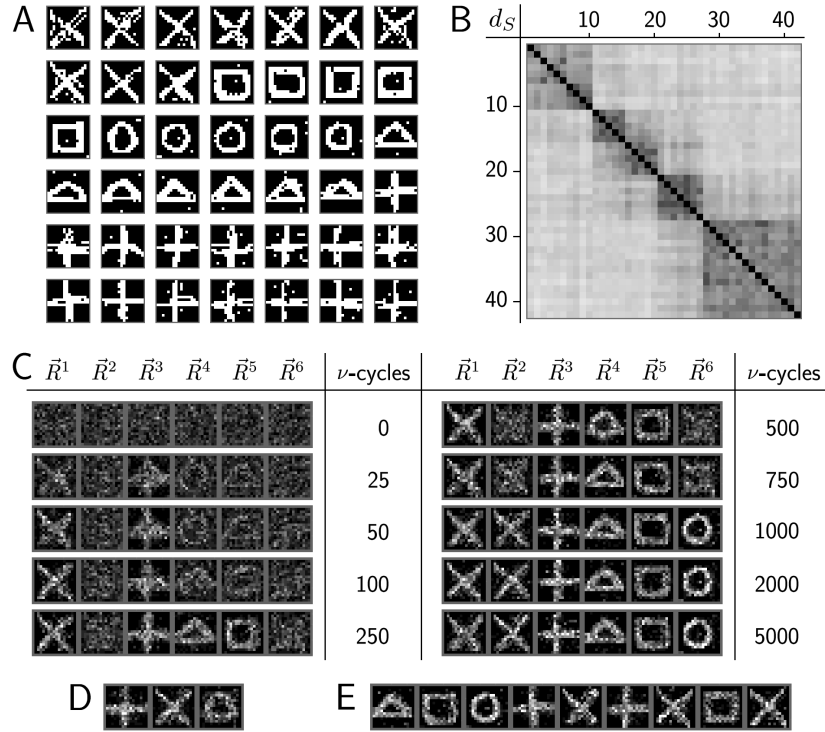 A
B
d_S 10 20 30 40
10
20
30
40
C
R⃗¹ R⃗² R⃗³ R⃗⁴ R⃗⁵ R⃗⁶ ν-cycles R⃗¹ R⃗² R⃗³ R⃗⁴ R⃗⁵ R⃗⁶ ν-cycles
0 500
25 750
50 1000
100 2000
250 5000
D E